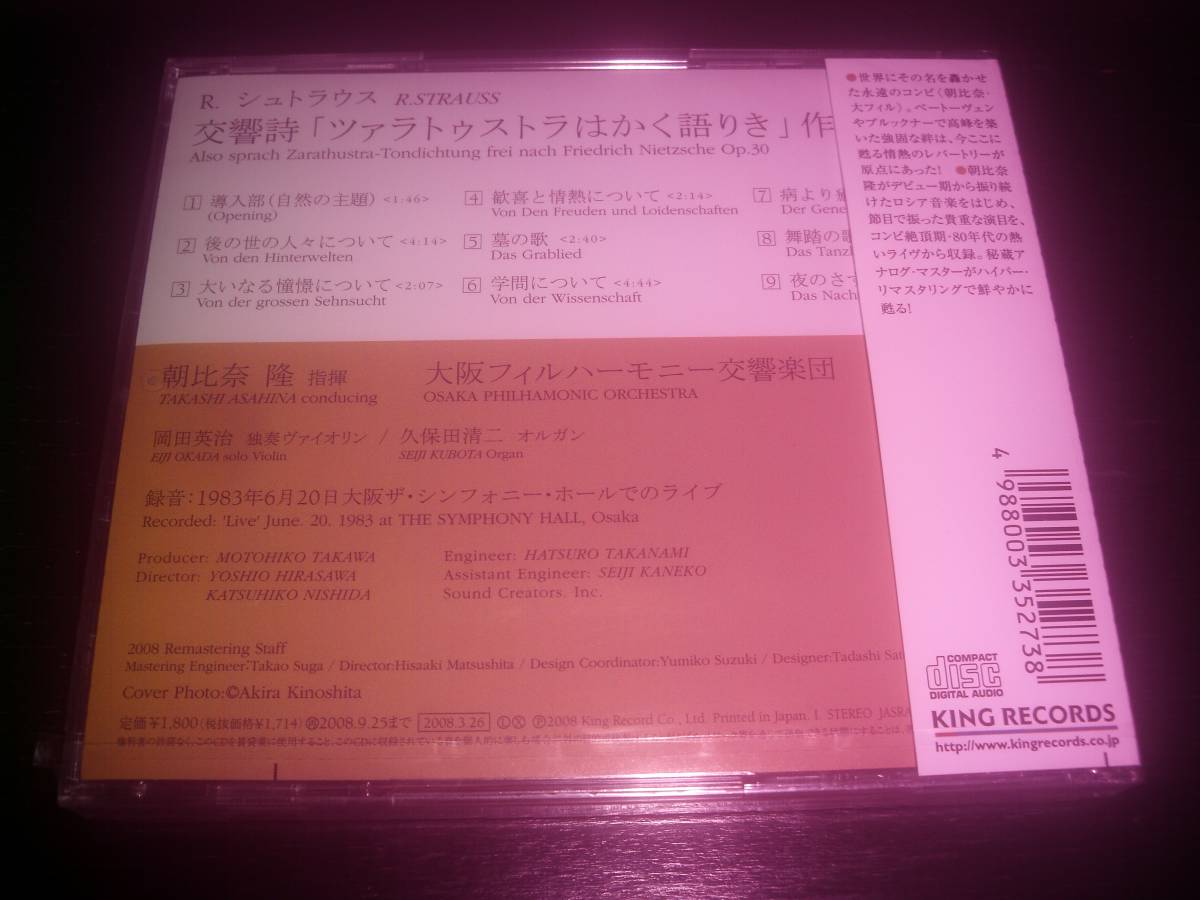 R. シュトラウス R.STRAUSS
交響詩「ツァラトゥストラはかく語りき」作
Also sprach Zarathustra-Tondichtung frei nach Friedrich Nietzsche Op.30
1 導入部(自然の主題) <1:46>
(Opening)
2 後の世の人々について <4:14>
Von den Hinterwelten
3 大いなる憧憬について <2:07>
Von der grossen Sehnsucht
4 歓喜と情熱について <2:14>
Von Den Freuden und Loidenschaften
5 墓の歌 <2:40>
Das Grablied
6 学問について <4:44>
Von der Wissenschaft
7 病より
Der Gene
8 舞踏の歌
Das Tanzl
9 夜のさす
Das Nach
朝比奈 隆 指揮 大阪フィルハーモニー交響楽団
TAKASHI ASAHINA conducing OSAKA PHILHAMONIC ORCHESTRA
岡田英治 独奏ヴァイオリン / 久保田清二 オルガン
EIJI OKADA solo Violin SEIJI KUBOTA Organ
録音:1983年6月20日大阪ザ・シンフォニー・ホールでのライブ
Recorded: 'Live' June. 20. 1983 at THE SYMPHONY HALL, Osaka
Producer: MOTOHIKO TAKAWA
Director: YOSHIO HIRASAWA
KATSUHIKO NISHIDA
Engineer: HATSURO TAKANAMI
Assistant Engineer: SEIJI KANEKO
Sound Creators. Inc.
2008 Remastering Staff
Mastering Engineer:Takao Suga / Director:Hisaaki Matsushita / Design Coordinator:Yumiko Suzuki / Designer:Tadashi Sat
Cover Photo:©Akira Kinoshita
定価¥1,800(税抜価格¥1,714) 2008.9.25まで 2008.3.26 Ⓛ Ⓧ Ⓟ2008 King Record Co., Ltd. Printed in Japan. I. STEREO JASRA
●世界にその名を轟かせ
た永遠のコンビ〈朝比奈・
大フィル〉。ベートーヴェン
やブルックナーで高峰を築
いた強固な絆は、今ここに
甦る情熱のレパートリーが
原点にあった! ●朝比奈
隆がデビュー期から振り続
けたロシア音楽をはじめ、
節目で振った貴重な演目を、
コンビ絶頂期・80年代の熱
いライヴから収録。秘蔵ア
ナログ・マスターがハイパー・
リマスタリングで鮮やかに
甦る!
4 988003 352738
COMPACT
disc
DIGITAL AUDIO
KING RECORDS
http://www.kingrecords.co.jp